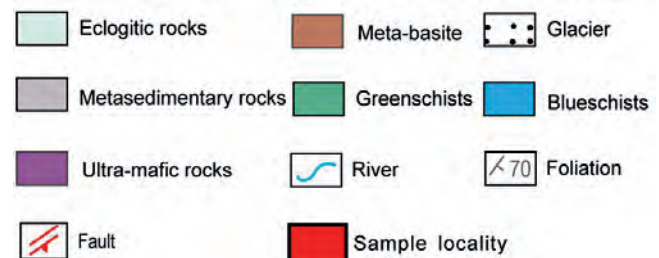 Eclogitic rocks Meta-basite Glacier
Metasedimentary rocks Greenschists Blueschists
Ultra-mafic rocks River 70 Foliation
Fault Sample locality